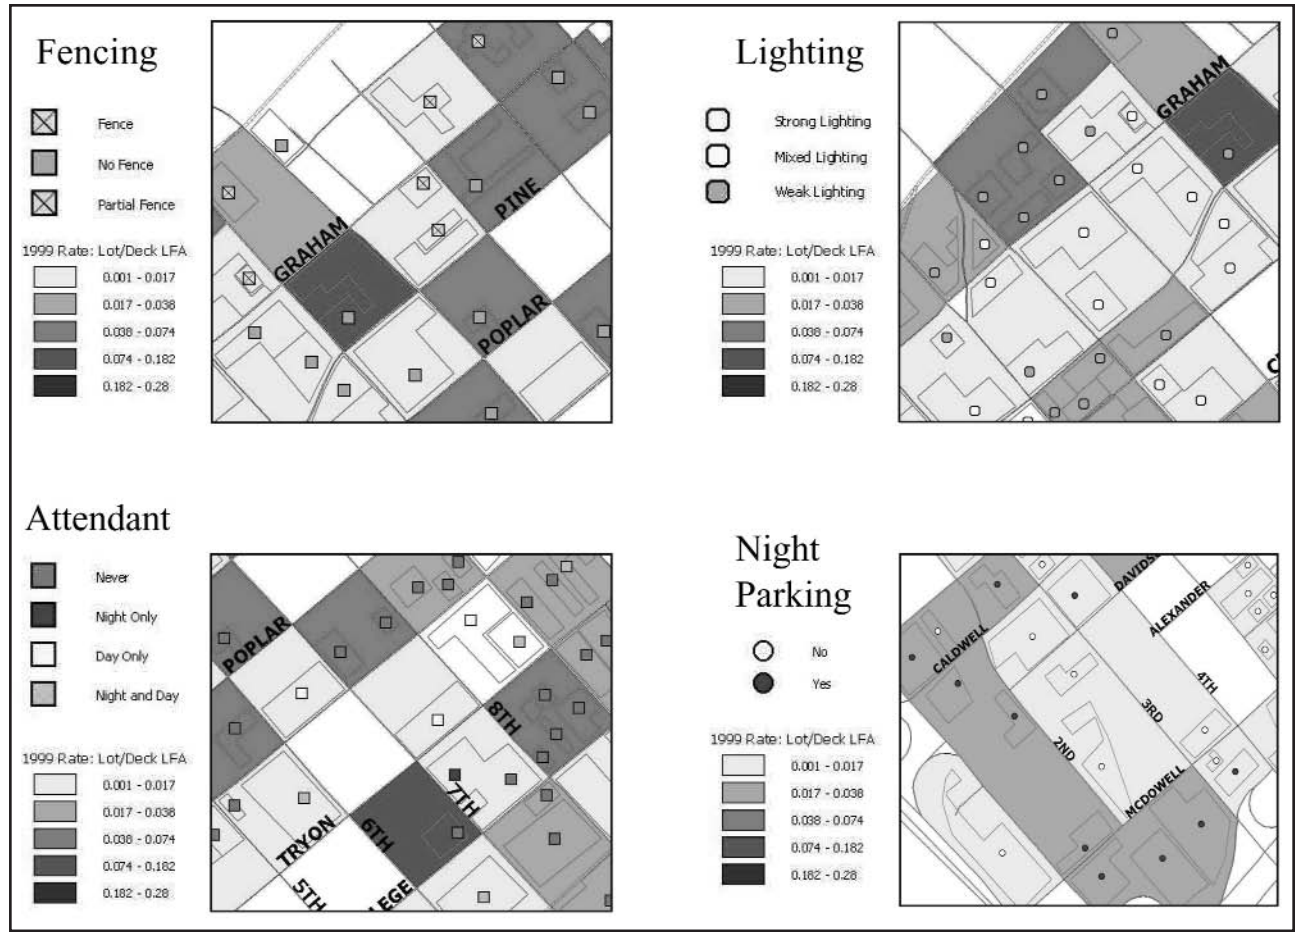 Fencing
Fence
No Fence
Partial Fence
1999 Rate: Lot/Deck LFA
0.001 - 0.017
0.017 - 0.038
0.038 - 0.074
0.074 - 0.182
0.182 - 0.28
GRAHAM
PINE
POPLAR
Lighting
Strong Lighting
Mixed Lighting
Weak Lighting
1999 Rate: Lot/Deck LFA
0.001 - 0.017
0.017 - 0.038
0.038 - 0.074
0.074 - 0.182
0.182 - 0.28
GRAHAM
Attendant
Never
Night Only
Day Only
Night and Day
1999 Rate: Lot/Deck LFA
0.001 - 0.017
0.017 - 0.038
0.038 - 0.074
0.074 - 0.182
0.182 - 0.28
POPLAR
8TH
7TH
TRYON
6TH
5TH
LEGE
Night
Parking
No
Yes
1999 Rate: Lot/Deck LFA
0.001 - 0.017
0.017 - 0.038
0.038 - 0.074
0.074 - 0.182
0.182 - 0.28
DAVIDS
ALEXANDER
CALDWELL
4TH
3RD
2ND
MCDOWELL